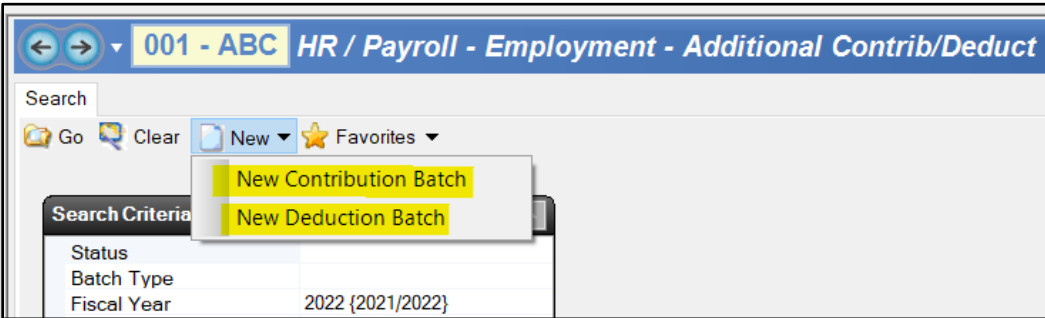 001 - ABC HR / Payroll - Employment - Additional Contrib/Deduct
Search
Go Clear New Favorites
New Contribution Batch
New Deduction Batch
Search Criteria
Status
Batch Type
Fiscal Year 2022 {2021/2022}